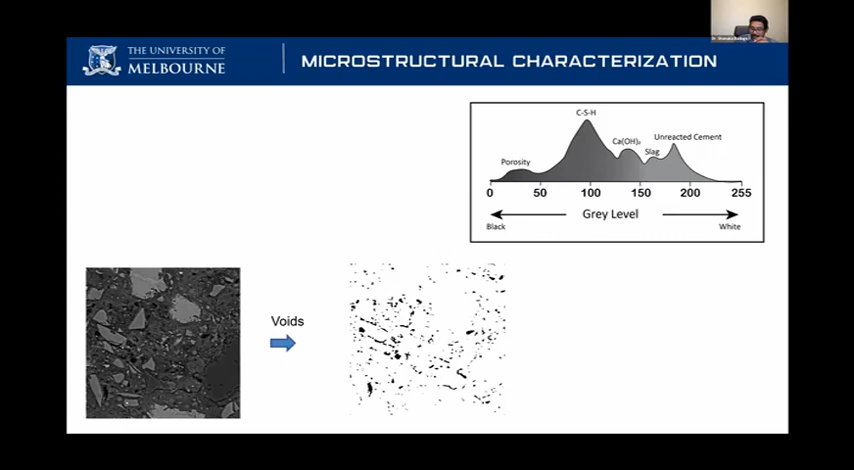 THE UNIVERSITY OF
MELBOURNE
MICROSTRUCTURAL CHARACTERIZATION
C-S-H
Ca(OH)₂
Unreacted Cement
Slag
Porosity
0 50 100 150 200 255
Grey Level
Black
White
Voids